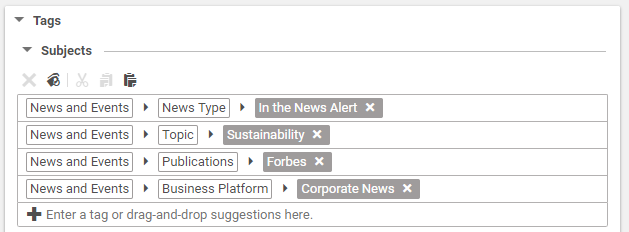 Tags
Subjects
News and Events News Type In the News Alert
News and Events Topic Sustainability
News and Events Publications Forbes
News and Events Business Platform Corporate News
Enter a tag or drag-and-drop suggestions here.